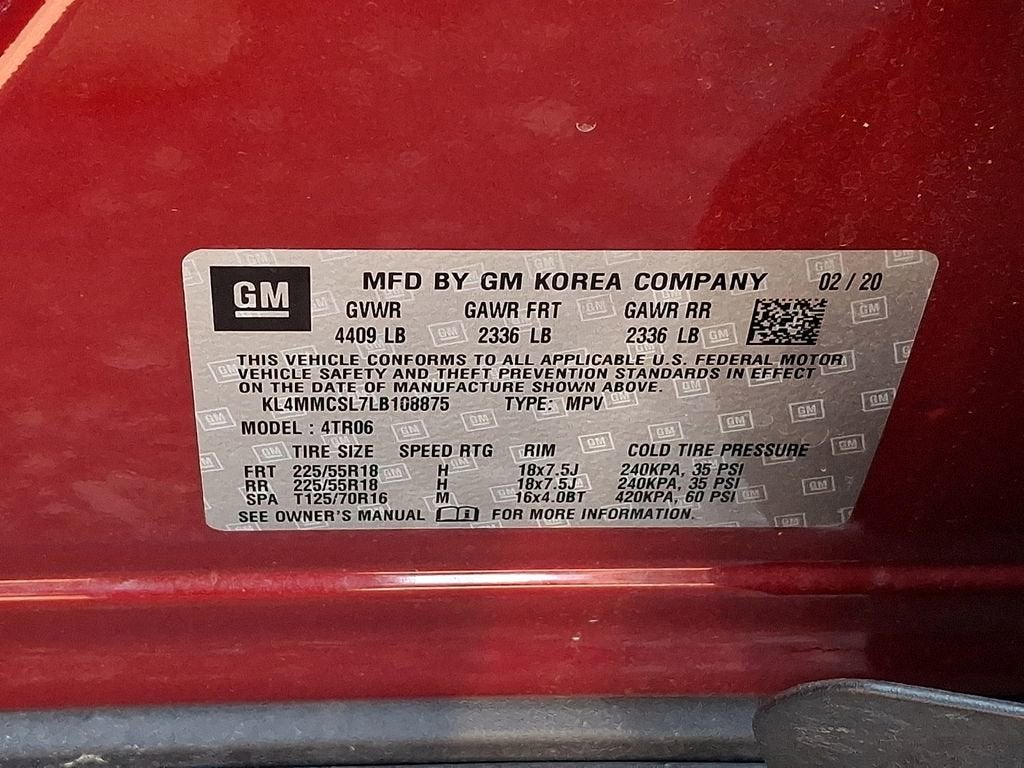 GM
MFD BY GM KOREA COMPANY 02 / 20
GVWR GAWR FRT GAWR RR
4409 LB 2336 LB 2336 LB
THIS VEHICLE CONFORMS TO ALL APPLICABLE U.S. FEDERAL MOTOR
VEHICLE SAFETY AND THEFT PREVENTION STANDARDS IN EFFECT
ON THE DATE OF MANUFACTURE SHOWN ABOVE.
KL4MMCSL7LB108875 TYPE: MPV
MODEL : 4TR06
TIRE SIZE SPEED RTG RIM COLD TIRE PRESSURE
FRT 225/55R18 H 18x7.5J 240KPA, 35 PSI
RR 225/55R18 H 18x7.5J 240KPA, 35 PSI
SPA T125/70R16 M 16x4.0BT 420KPA, 60 PSI
SEE OWNER'S MANUAL FOR MORE INFORMATION.